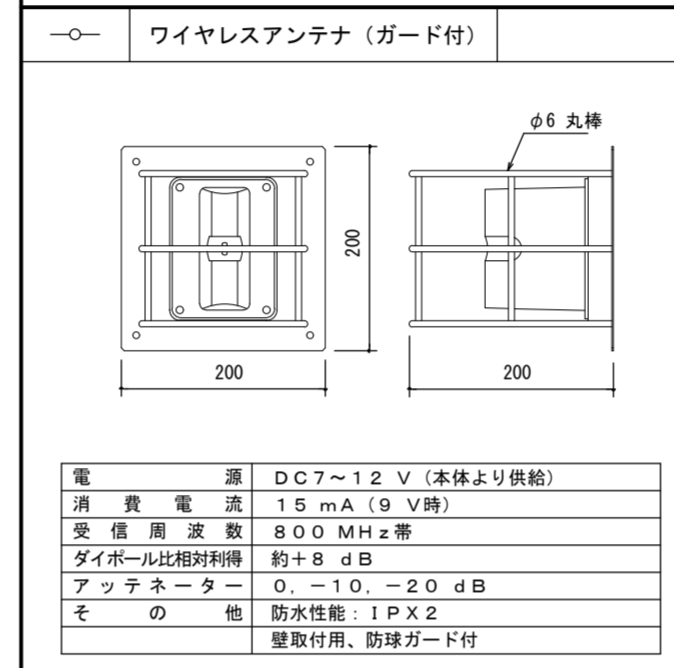 ワイヤレスアンテナ（ガード付）
φ6 丸棒
200
200
200
電源 DC7～12 V（本体より供給）
消費電流 15 mA（9 V時）
受信周波数 800 MHz帯
ダイポール比相対利得 約＋8 dB
アッテネーター 0, －10, －20 dB
その他 防水性能：IPX2
壁取付用、防球ガード付